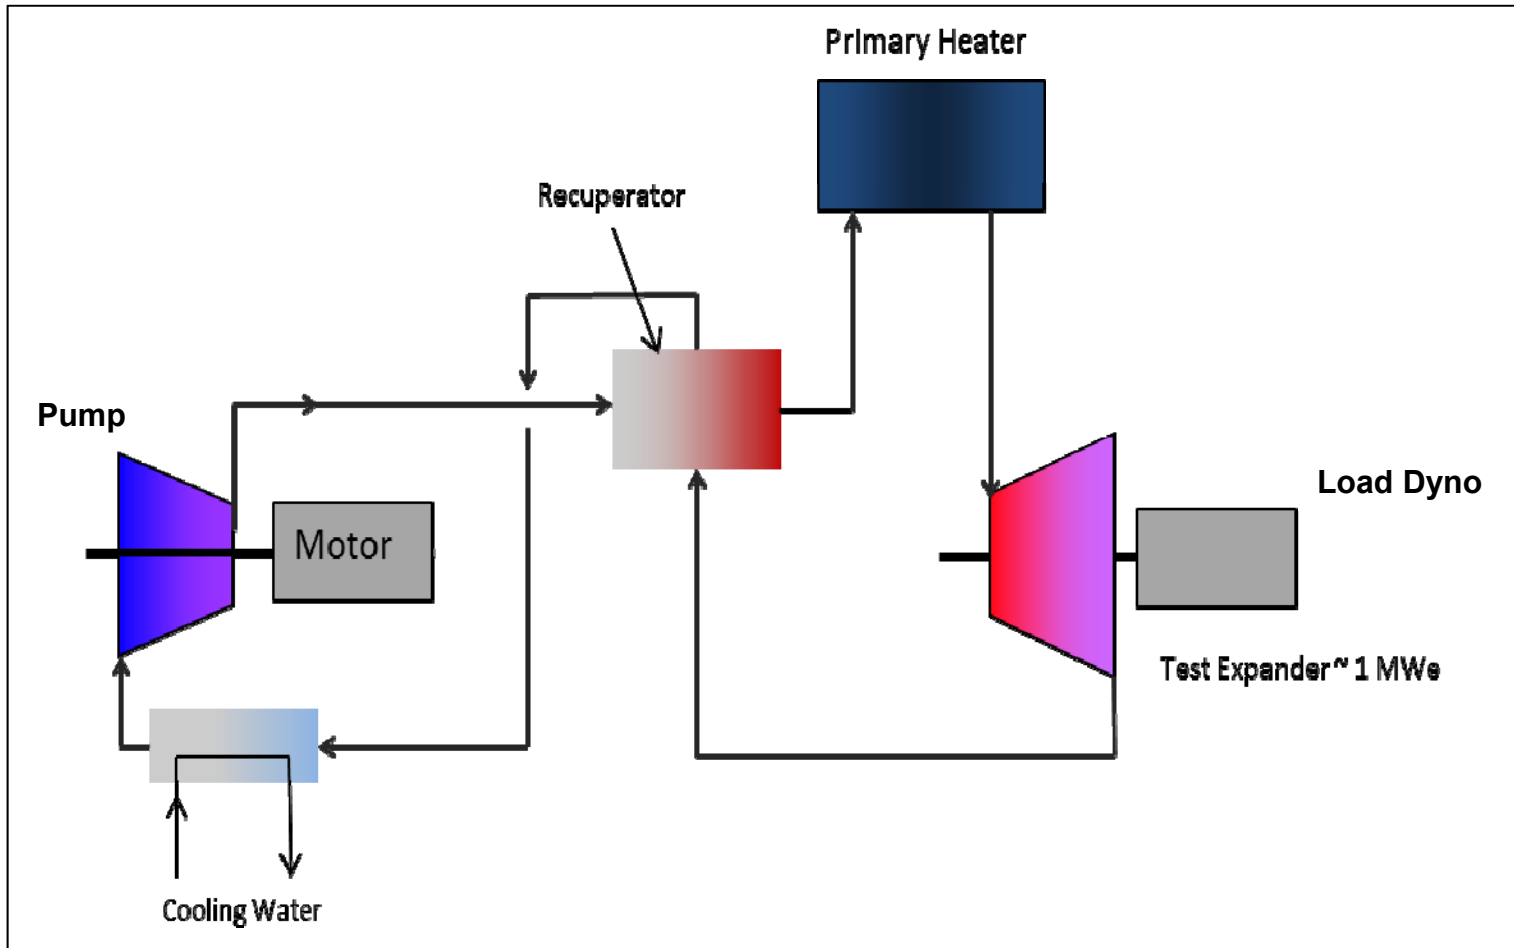 Primary Heater
Recuperator
Pump
Load Dyno
Motor
Test Expander ~ 1 MWe
Cooling Water